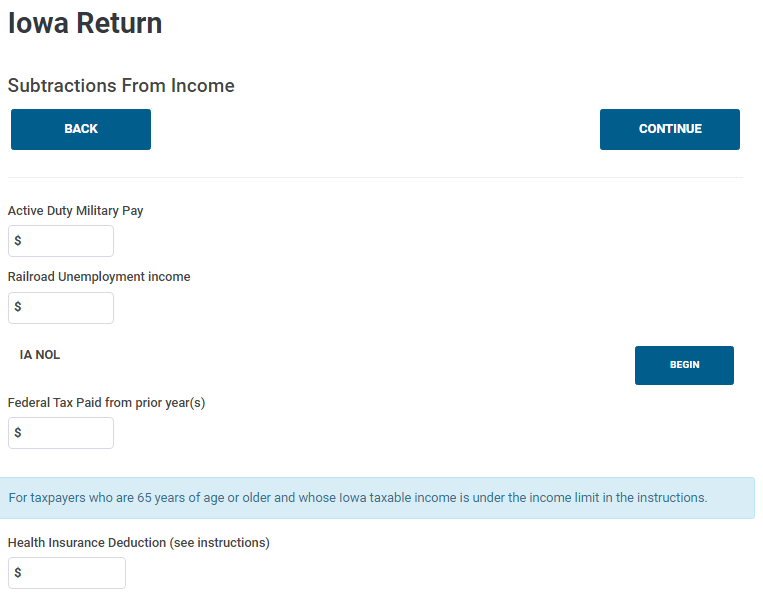 Iowa Return
Subtractions From Income
BACK
CONTINUE
Active Duty Military Pay
$
Railroad Unemployment income
$
IA NOL
BEGIN
Federal Tax Paid from prior year(s)
$
For taxpayers who are 65 years of age or older and whose Iowa taxable income is under the income limit in the instructions.
Health Insurance Deduction (see instructions)
$